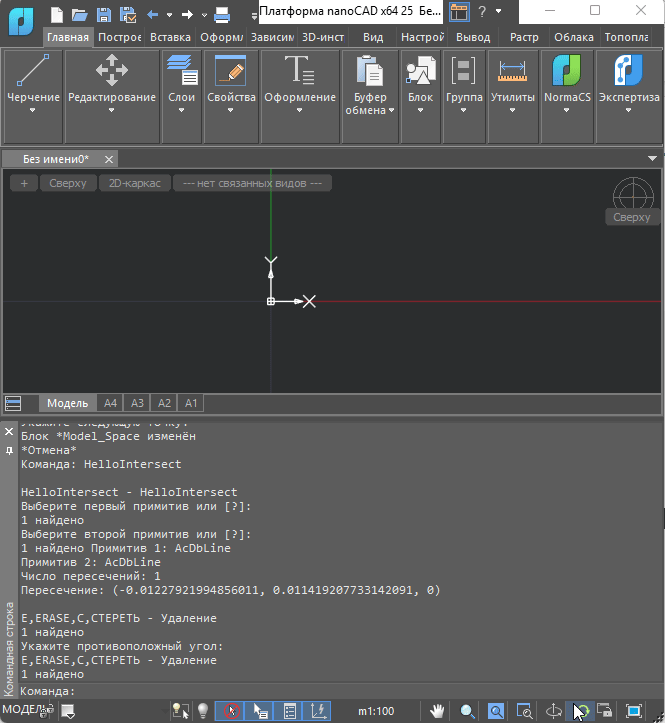 Платформа nanoCAD x64 25 Бе...
?
Главная Построе Вставка Оформл Зависим 3D-инст Вид Настрой Вывод Растр Облака Топопла
Черчение Редактирование Слои Свойства Оформление Буфер обмена Блок Группа Утилиты NormaCS Экспертиза
Без имени0*
+ Сверху 2D-каркас --- нет связанных видов ---
Сверху
Y
X
Модель A4 A3 A2 A1
Укажите следующую точку:
Блок *Model_Space изменён
*Отмена*
Команда: HelloIntersect
HelloIntersect - HelloIntersect
Выберите первый примитив или [?]:
1 найдено
Выберите второй примитив или [?]:
1 найдено Примитив 1: AcDbLine
Примитив 2: AcDbLine
Число пересечений: 1
Пересечение: (-0.01227921994856011, 0.011419207733142091, 0)
E,ERASE,С,СТЕРЕТЬ - Удаление
1 найдено
Укажите противоположный угол:
E,ERASE,С,СТЕРЕТЬ - Удаление
1 найдено
Командная строка
Команда:
МОДЕЛЬ m1:100